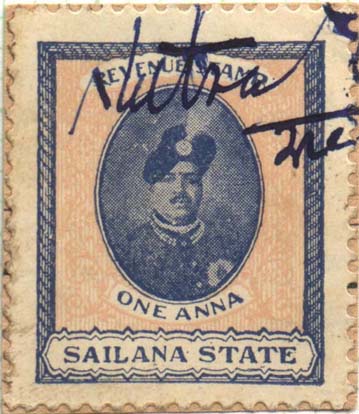 REVENUE STAMP
ONE ANNA
SAILANA STATE